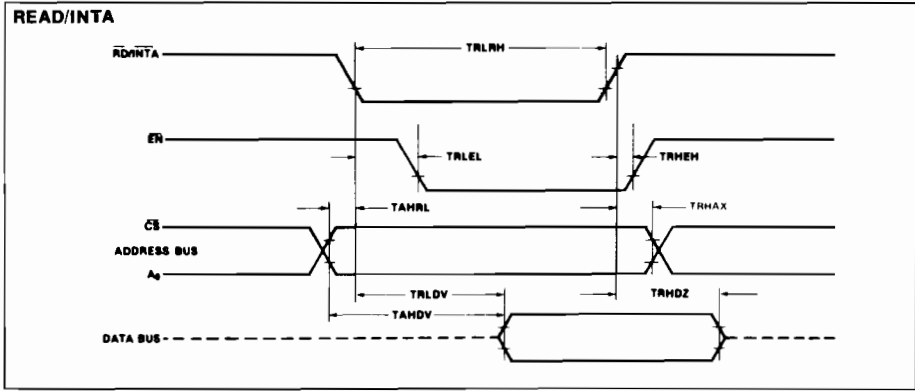 READ/INTA
TRLRH
RD/INTA
EN
TRLEL
TRHEH
TAHRL
TRHAX
CS
ADDRESS BUS
A₀
TRLDV
TRHDZ
TAHDV
DATA BUS